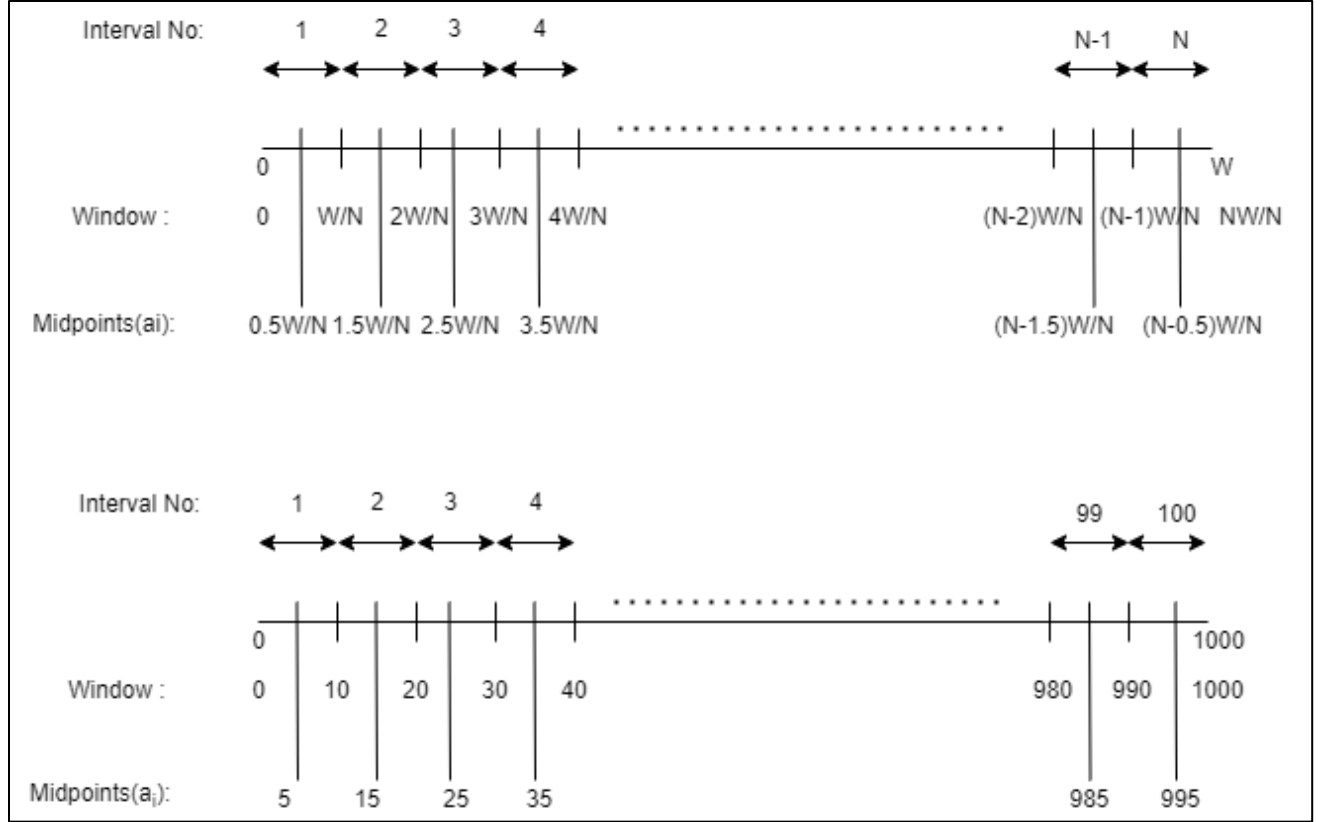 Interval No: 1 2 3 4 N-1 N
0 W
Window : 0 W/N 2W/N 3W/N 4W/N (N-2)W/N (N-1)W/N NW/N
Midpoints(ai): 0.5W/N 1.5W/N 2.5W/N 3.5W/N (N-1.5)W/N (N-0.5)W/N
Interval No: 1 2 3 4 99 100
0 1000
Window : 0 10 20 30 40 980 990 1000
Midpoints(aᵢ): 5 15 25 35 985 995